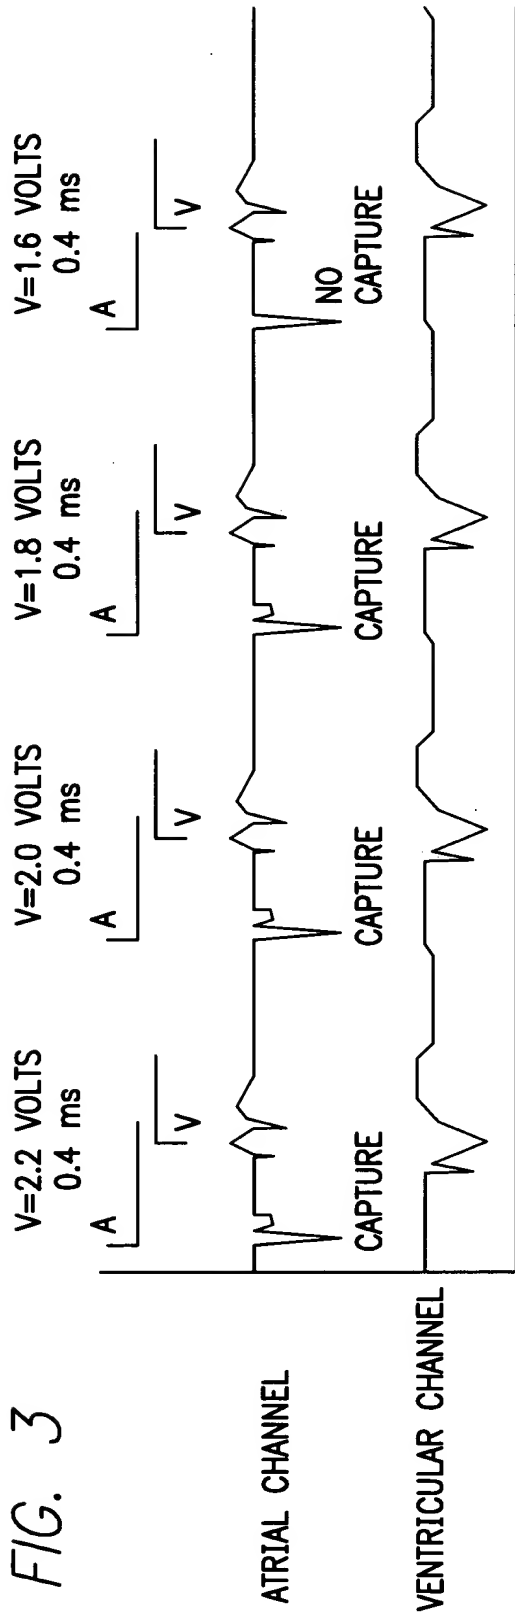 FIG. 3
V=2.2 VOLTS
0.4 ms
V=2.0 VOLTS
0.4 ms
V=1.8 VOLTS
0.4 ms
V=1.6 VOLTS
0.4 ms
A
V
A
V
A
V
A
V
ATRIAL CHANNEL
CAPTURE
CAPTURE
CAPTURE
NO
CAPTURE
VENTRICULAR CHANNEL